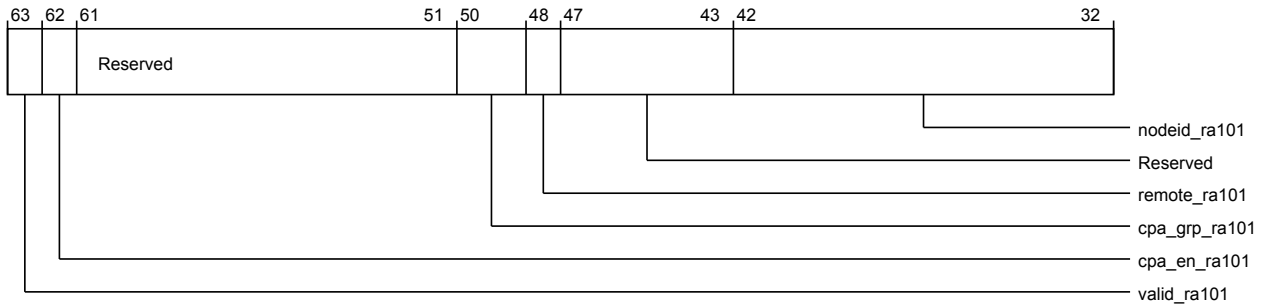 63 62 61 51 50 48 47 43 42 32
Reserved
nodeid_ra101
Reserved
remote_ra101
cpa_grp_ra101
cpa_en_ra101
valid_ra101